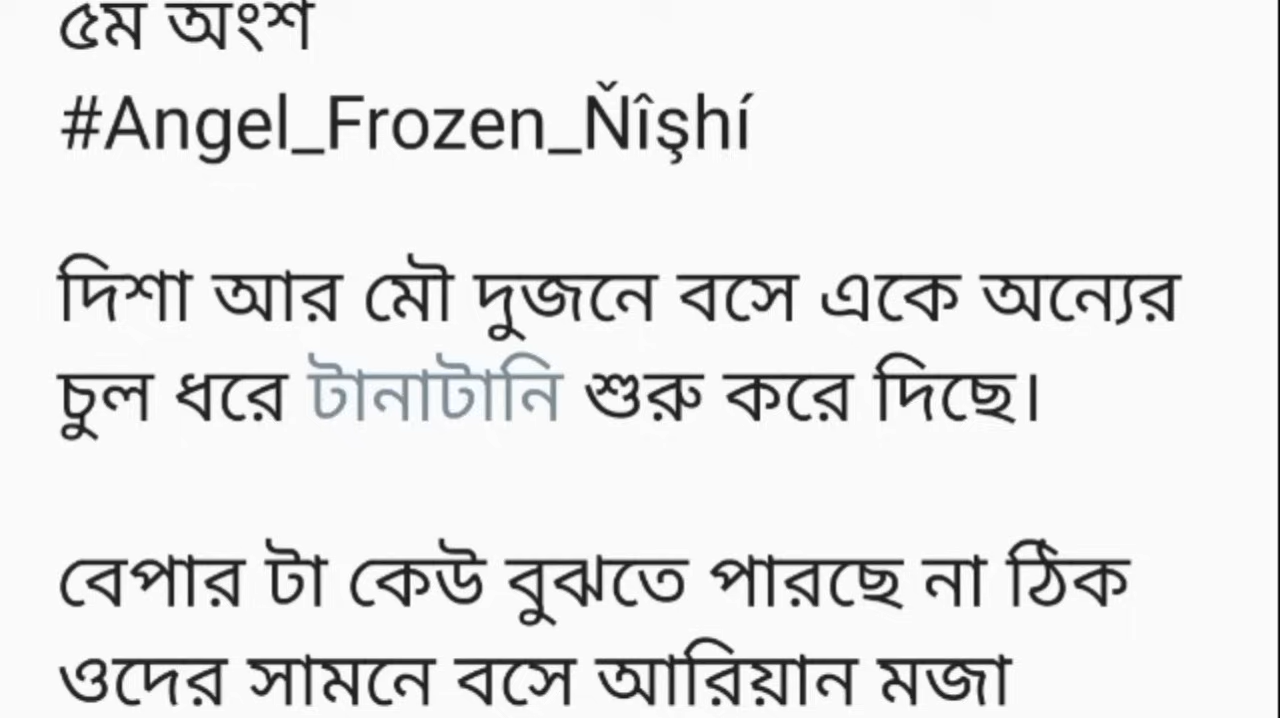 ৫ম অংশ
#Angel_Frozen_Ňîşhí
দিশা আর মৌ দুজনে বসে একে অন্যের
চুল ধরে টানাটানি শুরু করে দিছে।
বেপার টা কেউ বুঝতে পারছে না ঠিক
ওদের সামনে বসে আরিয়ান মজা